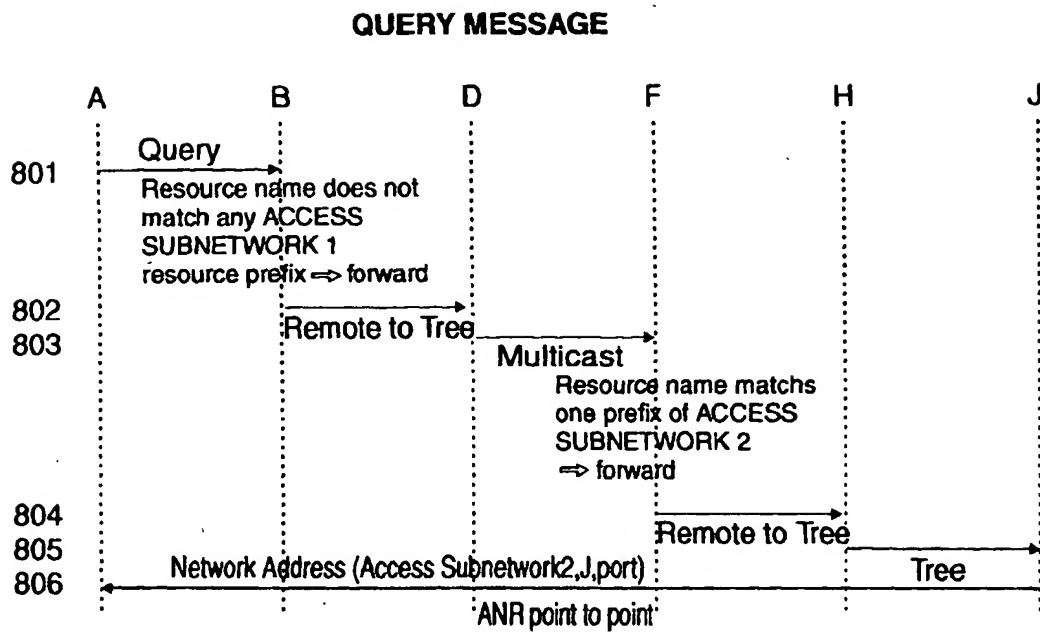 QUERY MESSAGE
A B D F H J
801 Query
Resource name does not
match any ACCESS
SUBNETWORK 1
resource prefix ⇒ forward
802
Remote to Tree
803
Multicast
Resource name matchs
one prefix of ACCESS
SUBNETWORK 2
⇒ forward
804
Remote to Tree
805
Tree
806 Network Address (Access Subnetwork2,J,port)
ANR point to point